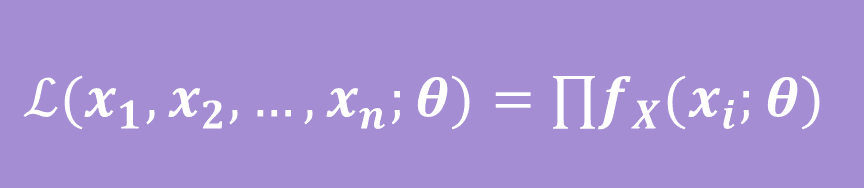 ℒ(x₁, x₂, … , xₙ; θ) = ∏f_X(xᵢ; θ)